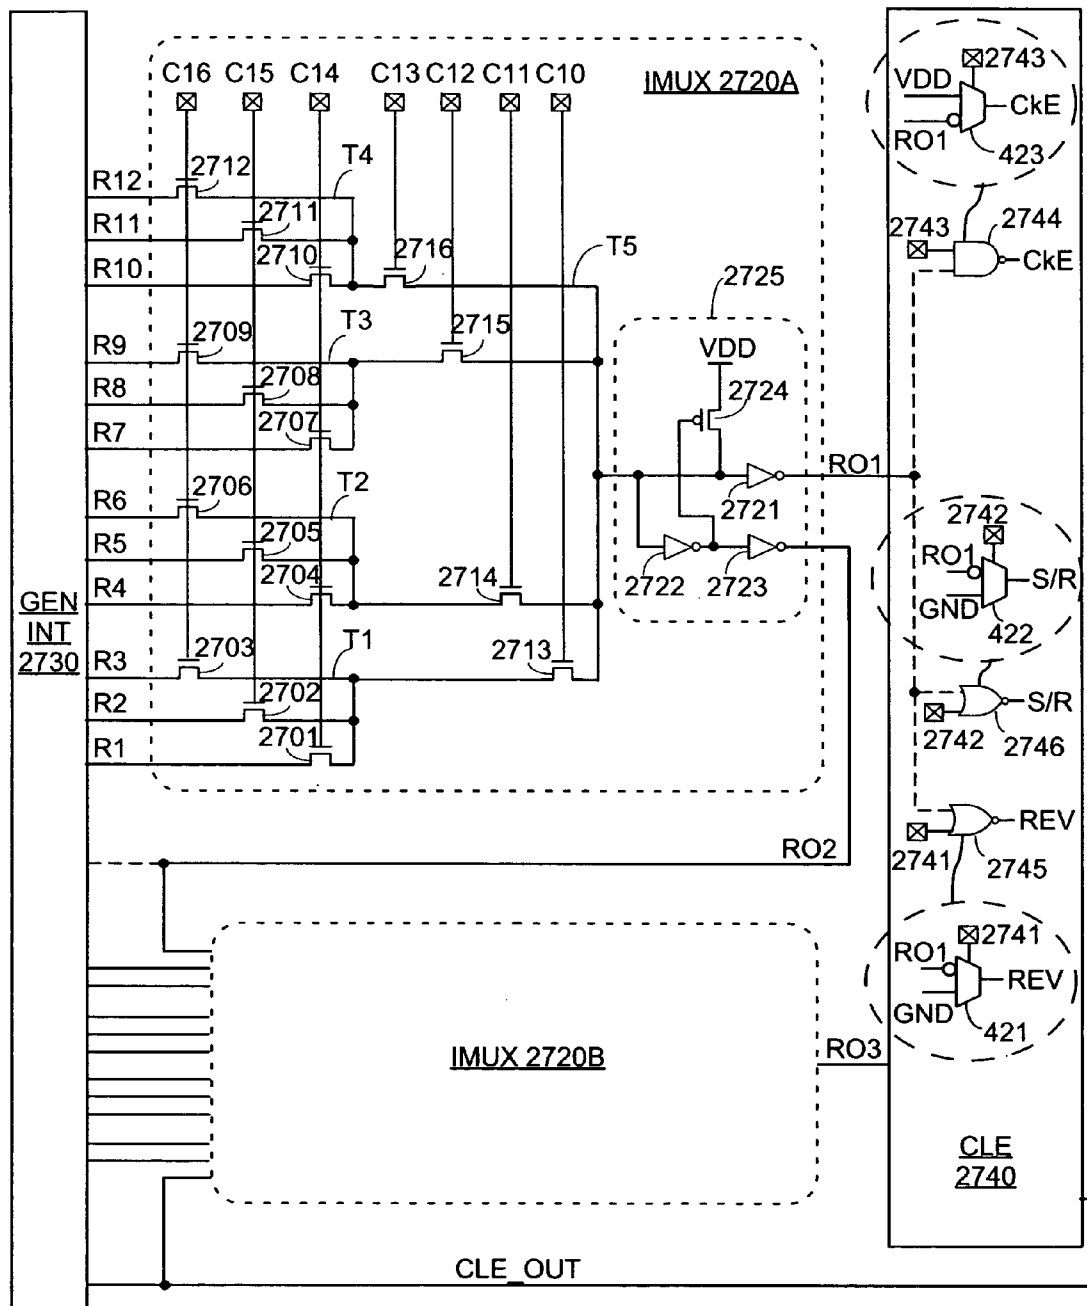 C16 C15 C14 C13 C12 C11 C10
IMUX 2720A
2712
T4
R12
2711
R11
2710
R10
2716
T5
2709
T3
R9
2715
2708
R8
2707
R7
2725
VDD
2724
2721
RO1
2706
T2
R6
2705
R5
2704
R4
2714
2722
2723
GEN
INT
2730
2703
T1
R3
2713
2702
R2
2701
R1
RO2
IMUX 2720B
RO3
CLE_OUT
2743
VDD
CkE
RO1
423
2743
2744
CkE
2742
RO1
S/R
GND
422
S/R
2742
2746
REV
2741
2745
2741
RO1
REV
GND
421
CLE
2740